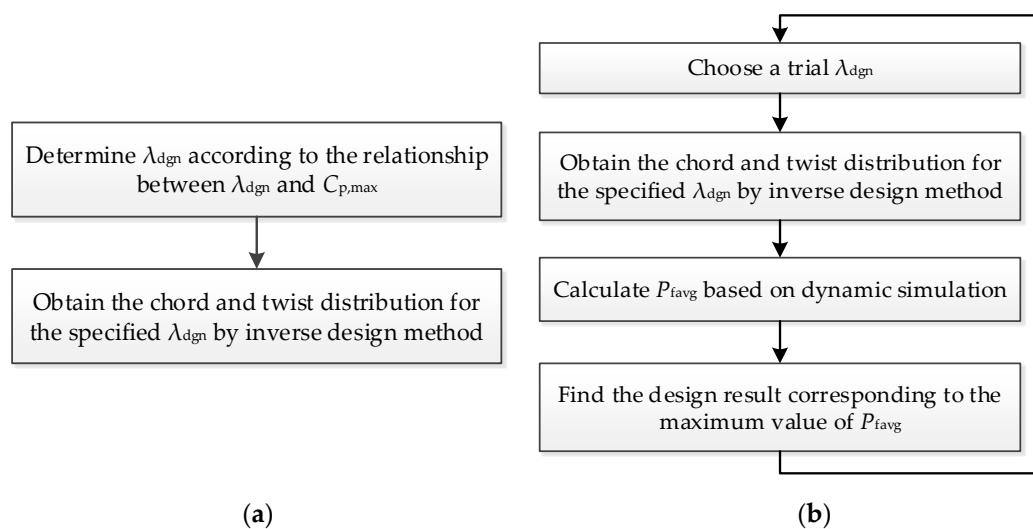 Determine λdgn according to the relationship
between λdgn and Cp,max
Obtain the chord and twist distribution for
the specified λdgn by inverse design method
(a)
Choose a trial λdgn
Obtain the chord and twist distribution for
the specified λdgn by inverse design method
Calculate Pfavg based on dynamic simulation
Find the design result corresponding to the
maximum value of Pfavg
(b)